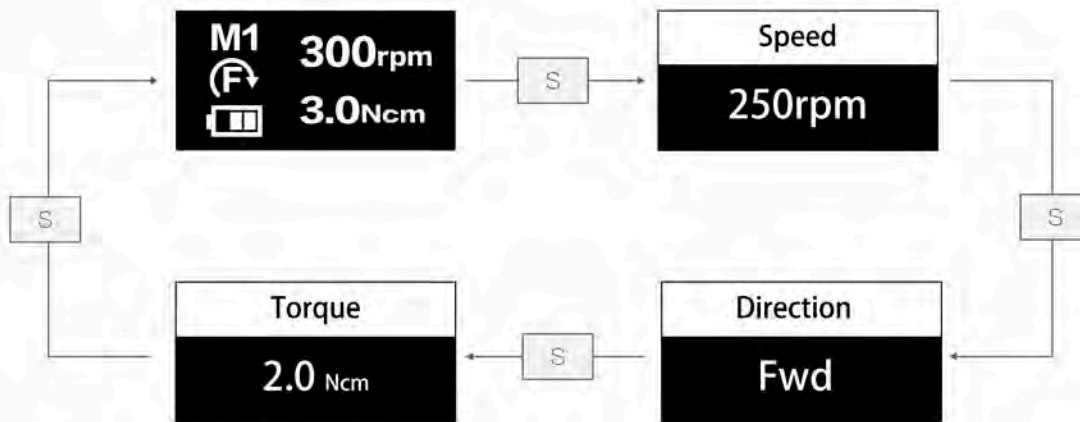 M1
300rpm
F
3.0Ncm
S
Speed
250rpm
S
S
Torque
2.0 Ncm
S
Direction
Fwd